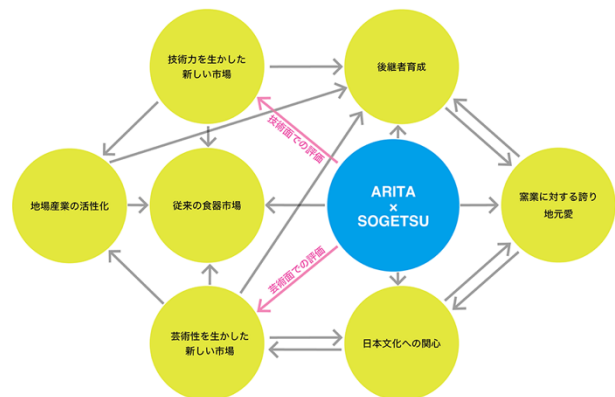 技術力を生かした
新しい市場
後継者育成
技術面での評価
地場産業の活性化
従来の食器市場
ARITA
×
SOGETSU
窯業に対する誇り
地元愛
芸術面での評価
芸術性を生かした
新しい市場
日本文化への関心